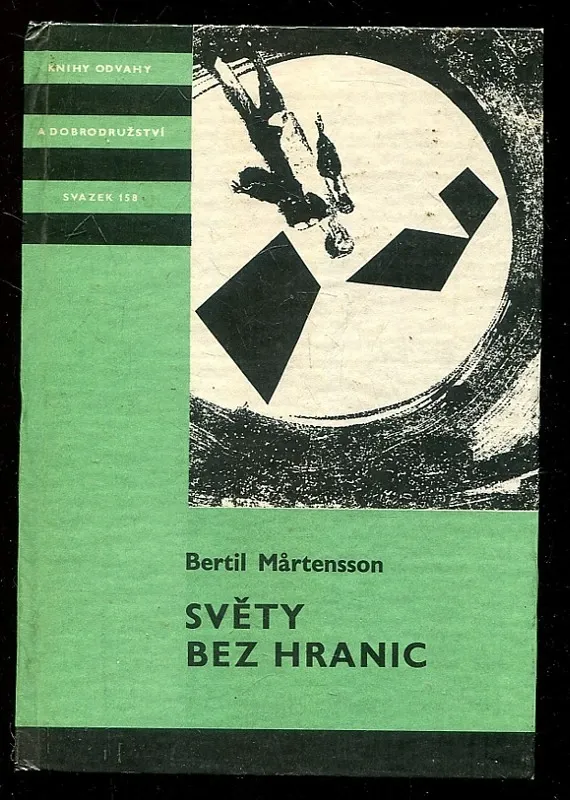 KNIHY ODVAHY
A DOBRODRUŽSTVÍ
SVAZEK 158
Bertil Mårtensson
SVĚTY
BEZ HRANIC